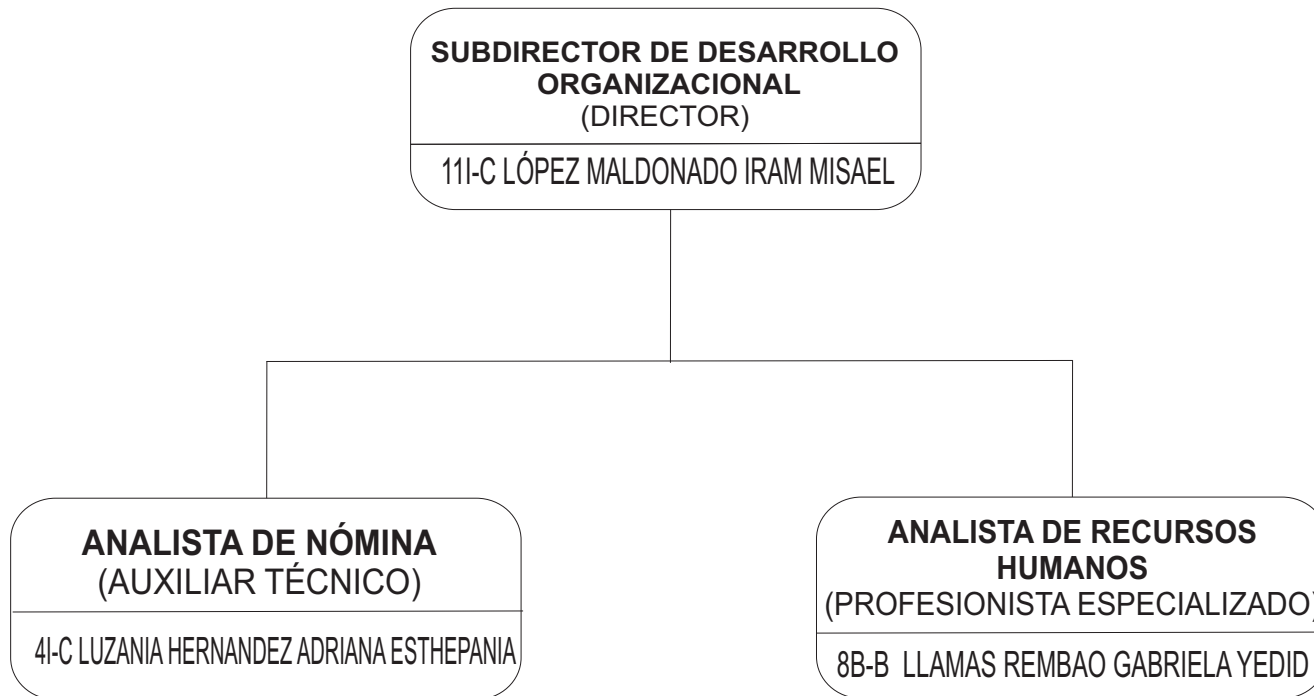 SUBDIRECTOR DE DESARROLLO
ORGANIZACIONAL
(DIRECTOR)
11I-C LÓPEZ MALDONADO IRAM MISAEL
ANALISTA DE NÓMINA
(AUXILIAR TÉCNICO)
4I-C LUZANIA HERNANDEZ ADRIANA ESTHEPANIA
ANALISTA DE RECURSOS
HUMANOS
(PROFESIONISTA ESPECIALIZADO)
8B-B LLAMAS REMBAO GABRIELA YEDID